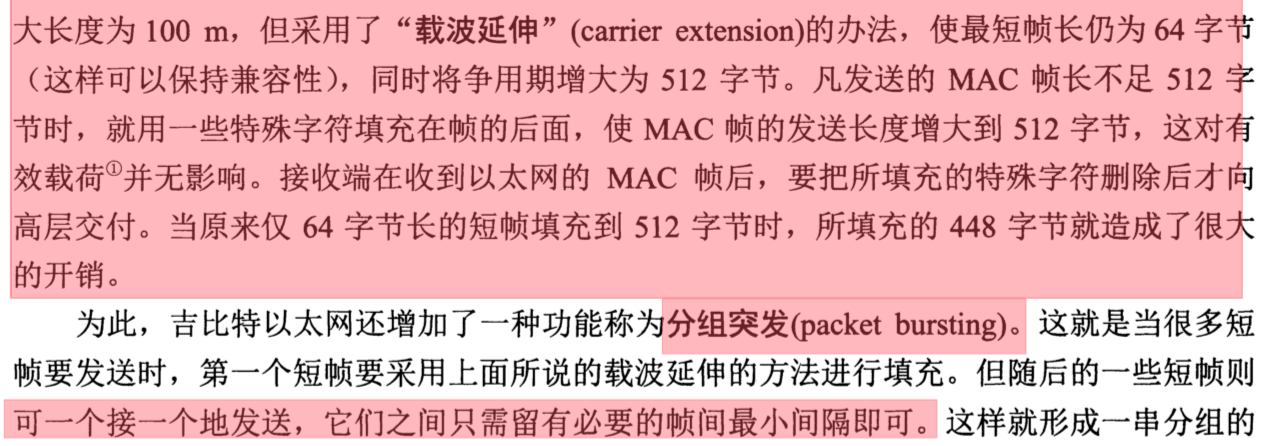 大长度为 100 m，但采用了“载波延伸”(carrier extension)的办法，使最短帧长仍为 64 字节
（这样可以保持兼容性），同时将争用期增大为 512 字节。凡发送的 MAC 帧长不足 512 字
节时，就用一些特殊字符填充在帧的后面，使 MAC 帧的发送长度增大到 512 字节，这对有
效载荷①并无影响。接收端在收到以太网的 MAC 帧后，要把所填充的特殊字符删除后才向
高层交付。当原来仅 64 字节长的短帧填充到 512 字节时，所填充的 448 字节就造成了很大
的开销。
为此，吉比特以太网还增加了一种功能称为分组突发(packet bursting)。这就是当很多短
帧要发送时，第一个短帧要采用上面所说的载波延伸的方法进行填充。但随后的一些短帧则
可一个接一个地发送，它们之间只需留有必要的帧间最小间隔即可。这样就形成一串分组的